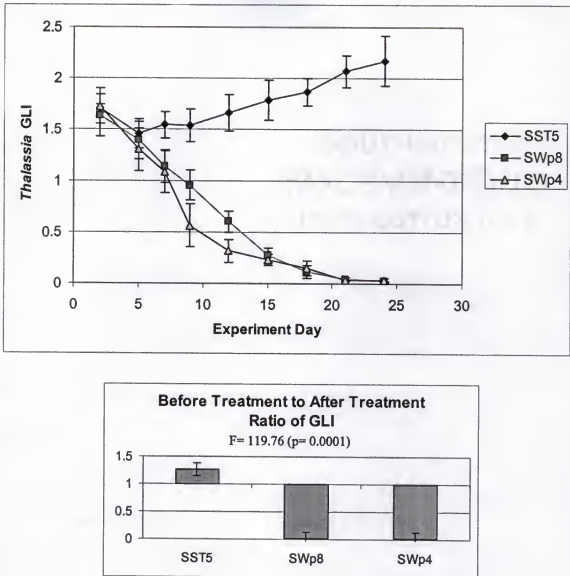 2.5
2
1.5
1
0.5
0
Thalassia GLI
0 5 10 15 20 25 30
Experiment Day
SST5
SWp8
SWp4
Before Treatment to After Treatment
Ratio of GLI
F= 119.76 (p= 0.0001)
1.5
1
0.5
0
SST5 SWp8 SWp4